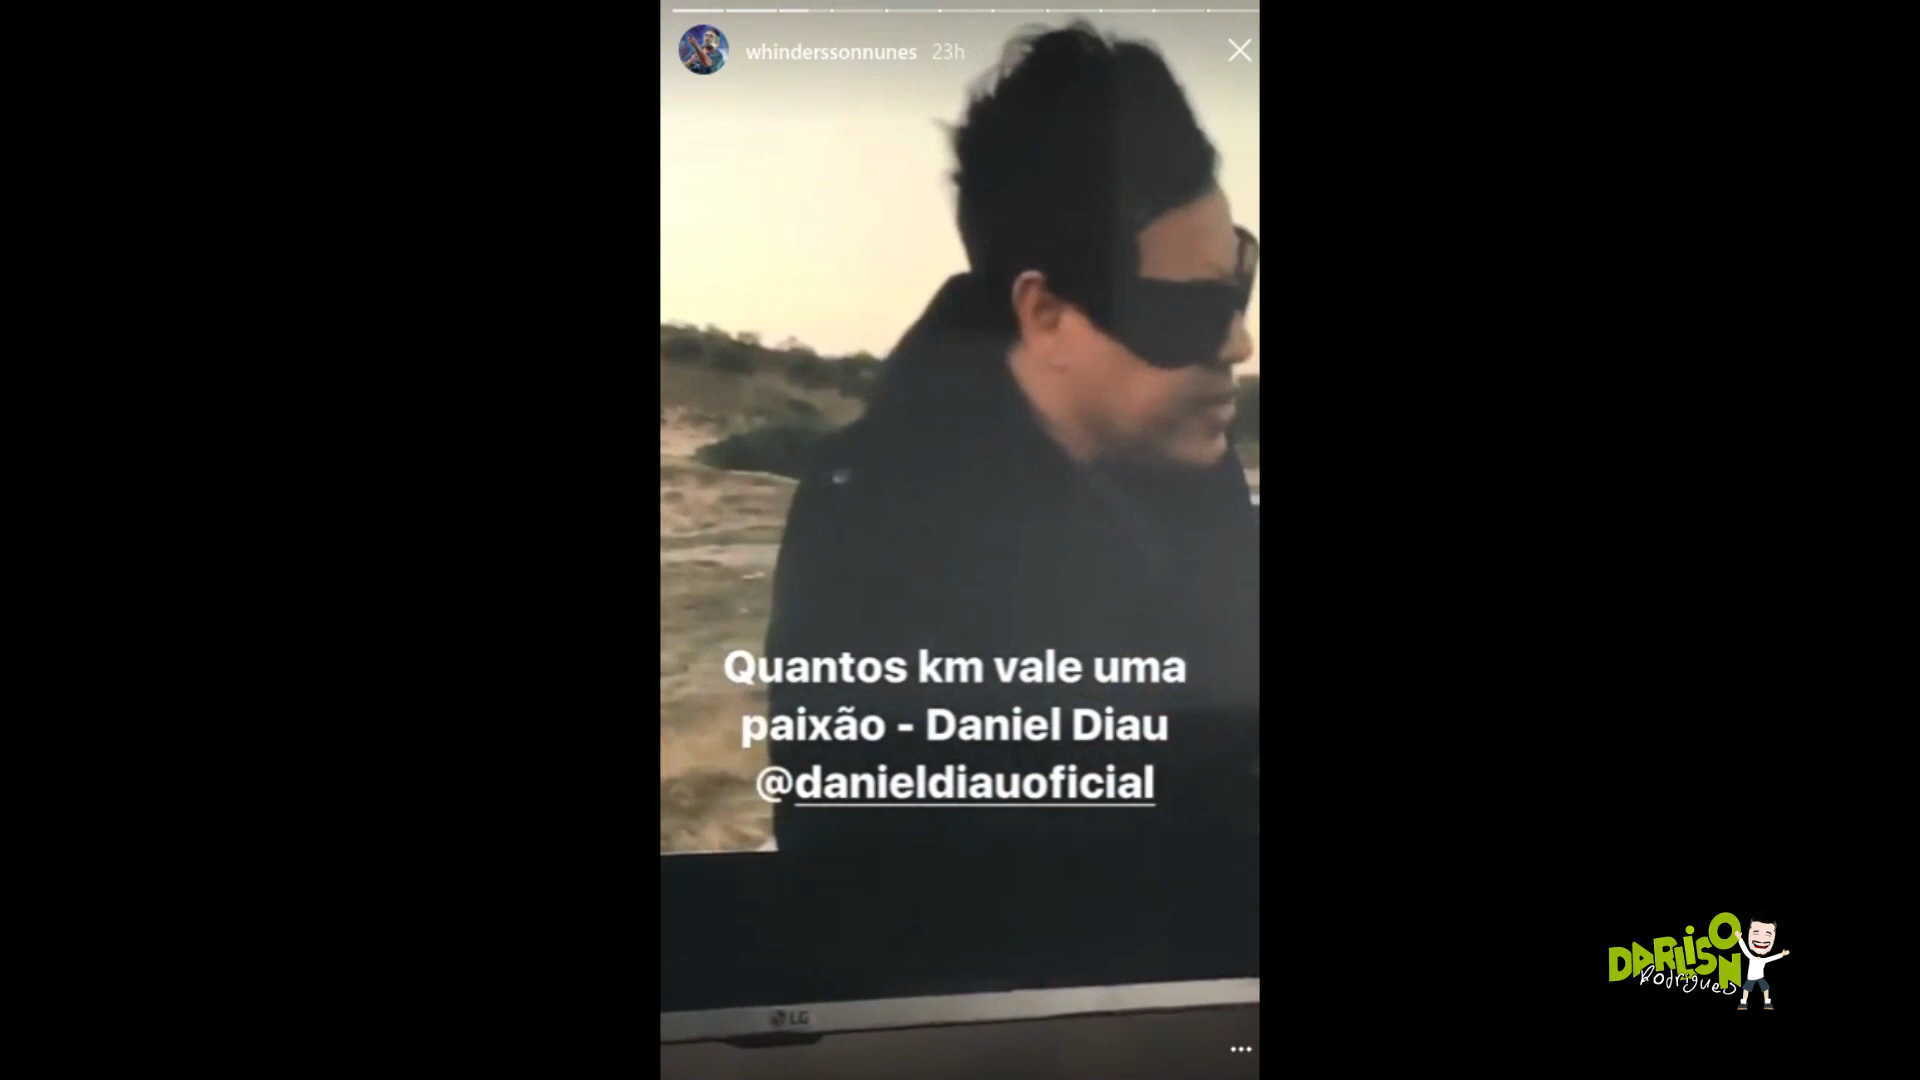 whinderssonnunes 23h
Quantos km vale uma
paixão - Daniel Diau
@danieldiauoficial
LG
DARLISON
Rodrigues